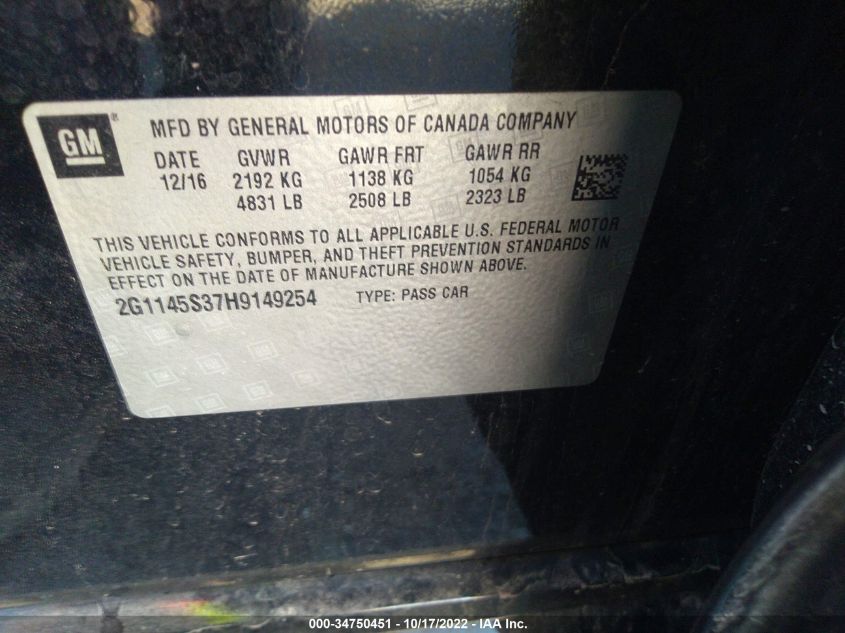 GM
MFD BY GENERAL MOTORS OF CANADA COMPANY
DATE GVWR GAWR FRT GAWR RR
12/16 2192 KG 1138 KG 1054 KG
4831 LB 2508 LB 2323 LB
THIS VEHICLE CONFORMS TO ALL APPLICABLE U.S. FEDERAL MOTOR
VEHICLE SAFETY, BUMPER, AND THEFT PREVENTION STANDARDS IN
EFFECT ON THE DATE OF MANUFACTURE SHOWN ABOVE.
2G1145S37H9149254 TYPE: PASS CAR
000-34750451 - 10/17/2022 - IAA Inc.